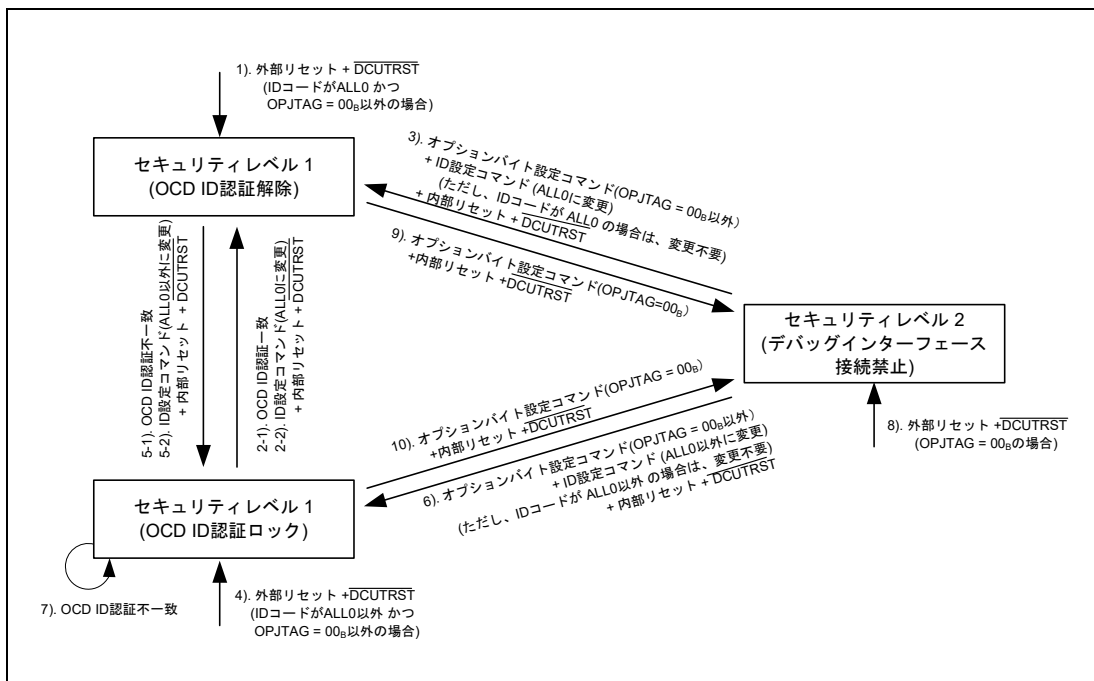 1). 外部リセット + DCUTRST
(IDコードがALL0 かつ
OPJTAG = 00B以外の場合)
セキュリティレベル 1
(OCD ID認証解除)
3). オプションバイト設定コマンド(OPJTAG = 00B以外)
+ ID設定コマンド (ALL0に変更)
(ただし、IDコードが ALL0 の場合は、変更不要)
+ 内部リセット + DCUTRST
9). オプションバイト設定コマンド(OPJTAG=00B)
+内部リセット +DCUTRST
5-1). OCD ID認証不一致
5-2). ID設定コマンド(ALL0以外に変更)
+ 内部リセット + DCUTRST
2-1). OCD ID認証一致
2-2). ID設定コマンド(ALL0に変更)
+ 内部リセット + DCUTRST
セキュリティレベル 2
(デバッグインターフェース
接続禁止)
10). オプションバイト設定コマンド(OPJTAG = 00B)
+内部リセット +DCUTRST
6). オプションバイト設定コマンド(OPJTAG = 00B以外)
+ ID設定コマンド (ALL0以外に変更)
(ただし、IDコードが ALL0以外 の場合は、変更不要)
+ 内部リセット + DCUTRST
8). 外部リセット +DCUTRST
(OPJTAG = 00Bの場合)
セキュリティレベル 1
(OCD ID認証ロック)
7). OCD ID認証不一致
4). 外部リセット +DCUTRST
(IDコードがALL0以外 かつ
OPJTAG = 00B以外の場合)